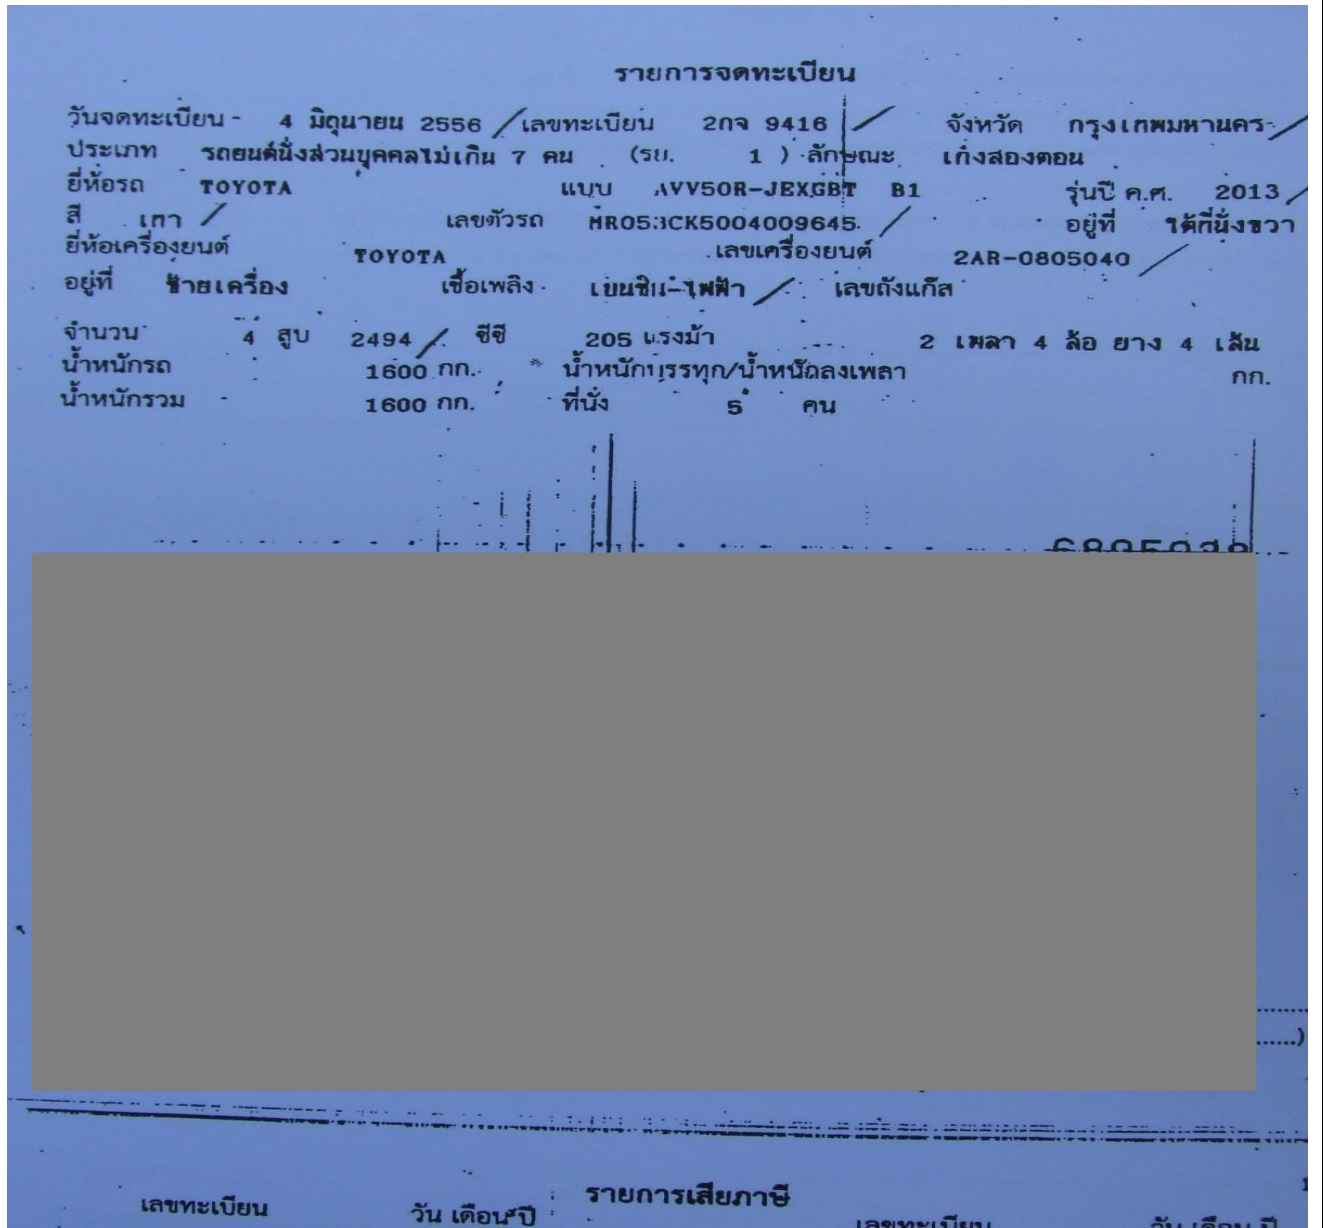 รายการจดทะเบียน
วันจดทะเบียน - 4 มิถุนายน 2556 เลขทะเบียน 2กจ 9416 จังหวัด กรุงเทพมหานคร
ประเภท รถยนต์นั่งส่วนบุคคลไม่เกิน 7 คน (รย. 1 ) ลักษณะ เก๋งสองตอน
ยี่ห้อรถ TOYOTA แบบ AVV50R-JEXGBT B1 รุ่นปี ค.ศ. 2013
สี เทา เลขตัวรถ MR053CK5004009645 อยู่ที่ ใต้ที่นั่งขวา
ยี่ห้อเครื่องยนต์ TOYOTA เลขเครื่องยนต์ 2AR-0805040
อยู่ที่ ซ้ายเครื่อง เชื้อเพลิง เบนซิน-ไฟฟ้า เลขถังแก๊ส
จำนวน 4 สูบ 2494 ซีซี 205 แรงม้า 2 เพลา 4 ล้อ ยาง 4 เส้น
น้ำหนักรถ 1600 กก. น้ำหนักบรรทุก/น้ำหนักลงเพลา กก.
น้ำหนักรวม 1600 กก. ที่นั่ง 5 คน
รายการเสียภาษี
เลขทะเบียน วัน เดือน ปี เลขทะเบียน วัน เดือน ปี